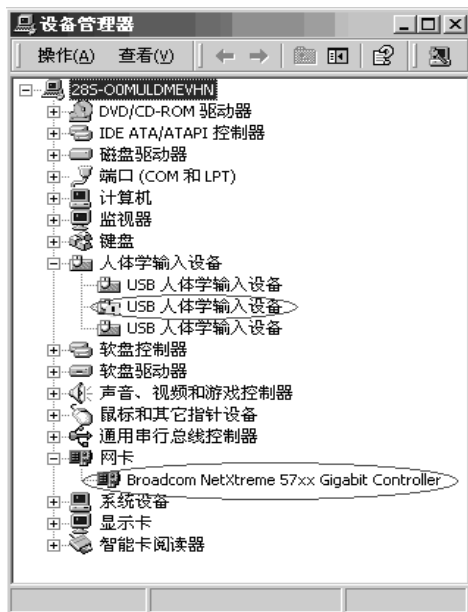 设备管理器
操作(A) 查看(V)
285-O0MULDMEVHN
DVD/CD-ROM 驱动器
IDE ATA/ATAPI 控制器
磁盘驱动器
端口 (COM 和 LPT)
计算机
监视器
键盘
人体学输入设备
USB 人体学输入设备
USB 人体学输入设备
USB 人体学输入设备
软盘控制器
软盘驱动器
声音、视频和游戏控制器
鼠标和其它指针设备
通用串行总线控制器
网卡
Broadcom NetXtreme 57xx Gigabit Controller
系统设备
显示卡
智能卡阅读器